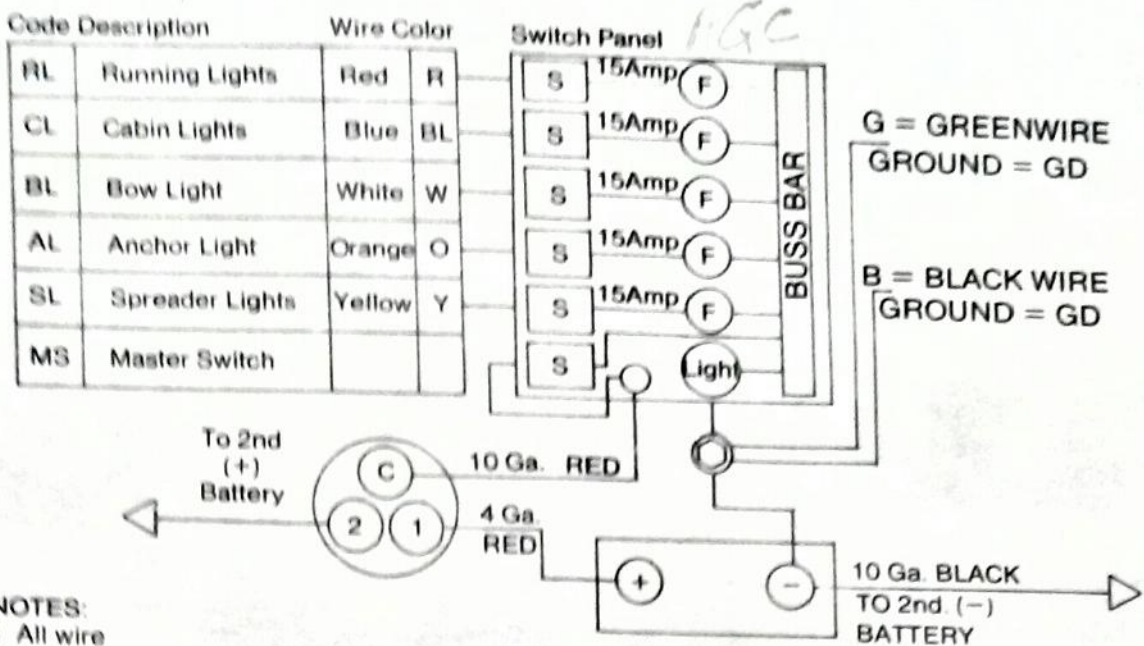 Code Description Wire Color Switch Panel
RL Running Lights Red R S 15Amp F
CL Cabin Lights Blue BL S 15Amp F
BL Bow Light White W S 15Amp F
AL Anchor Light Orange O S 15Amp F
SL Spreader Lights Yellow Y S 15Amp F
MS Master Switch S Light
BUSS BAR
G = GREENWIRE
GROUND = GD
B = BLACK WIRE
GROUND = GD
To 2nd
(+)
Battery
C
2 1
10 Ga. RED
4 Ga.
RED
+ −
10 Ga. BLACK
TO 2nd. (−)
BATTERY
NOTES:
All wire